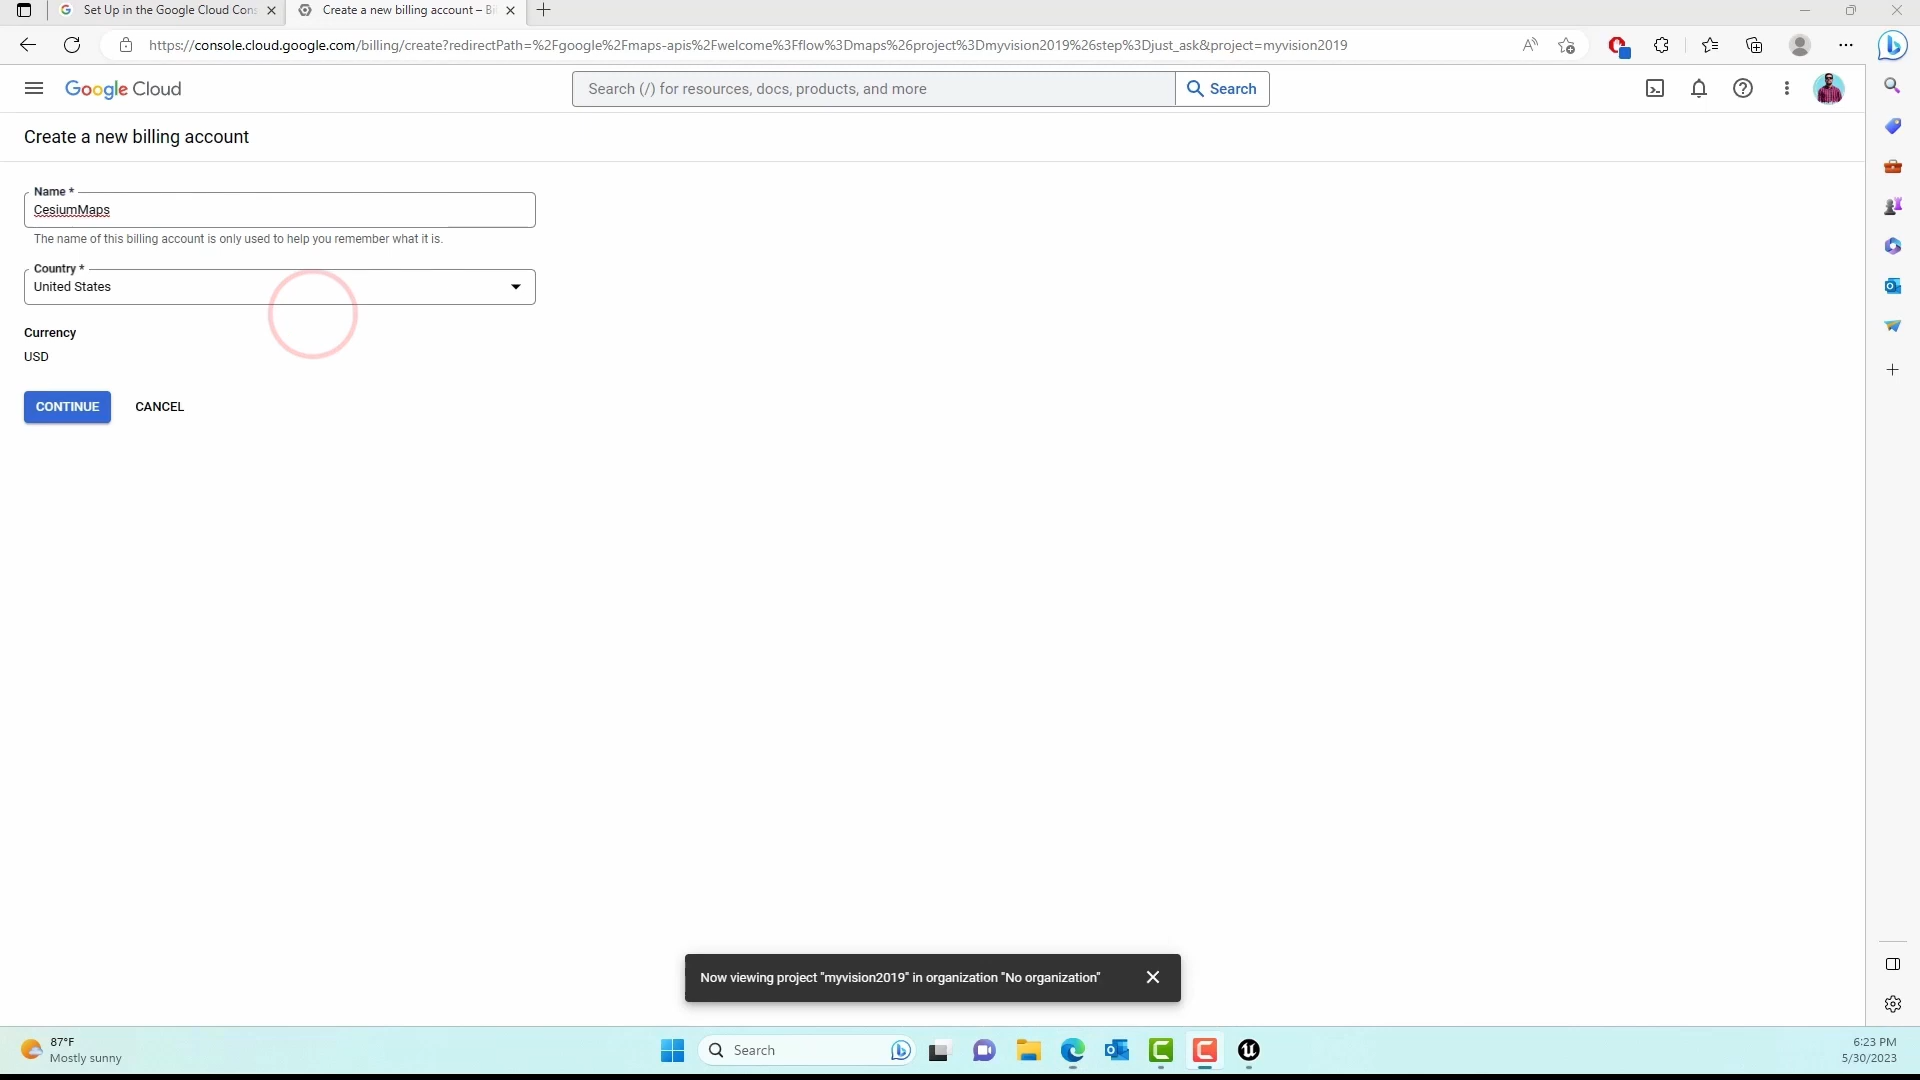 Set Up in the Google Cloud Cons
Create a new billing account – Bi
https://console.cloud.google.com/billing/create?redirectPath=%2Fgoogle%2Fmaps-apis%2Fwelcome%3Fflow%3Dmaps%26project%3Dmyvision2019%26step%3Djust_ask&project=myvision2019
Google Cloud
Search (/) for resources, docs, products, and more
Search
Create a new billing account
Name *
CesiumMaps
The name of this billing account is only used to help you remember what it is.
Country *
United States
Currency
USD
CONTINUE
CANCEL
Now viewing project "myvision2019" in organization "No organization"
87°F
Mostly sunny
Search
6:23 PM
5/30/2023